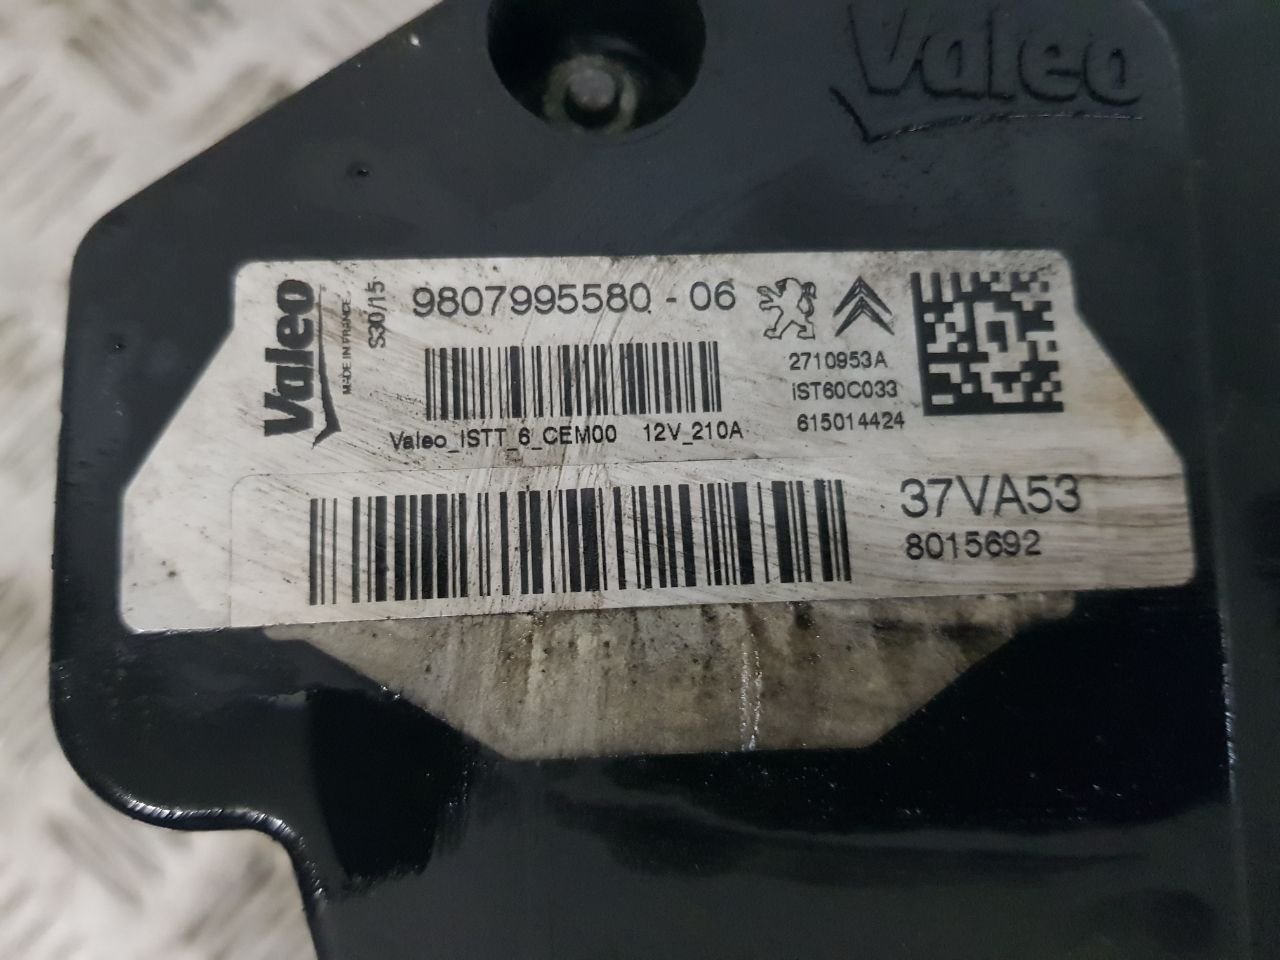 Valeo
Valeo
MADE IN FRANCE
S30/15
9807995580-06
2710953A
iST60C033
615014424
Valeo_ISTT_6_CEM00 12V_210A
37VA53
8015692